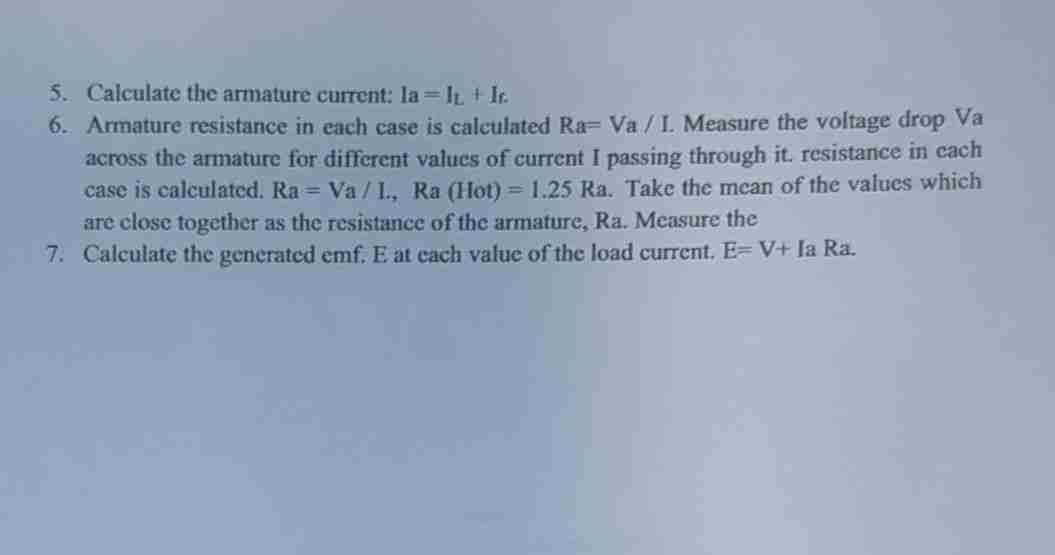 5. Calculate the armature current: Ia = IL + If.
6. Armature resistance in each case is calculated Ra= Va / I. Measure the voltage drop Va
across the armature for different values of current I passing through it. resistance in each
case is calculated. Ra = Va / I., Ra (Hot) = 1.25 Ra. Take the mean of the values which
are close together as the resistance of the armature, Ra. Measure the
7. Calculate the generated emf. E at each value of the load current. E= V+ Ia Ra.